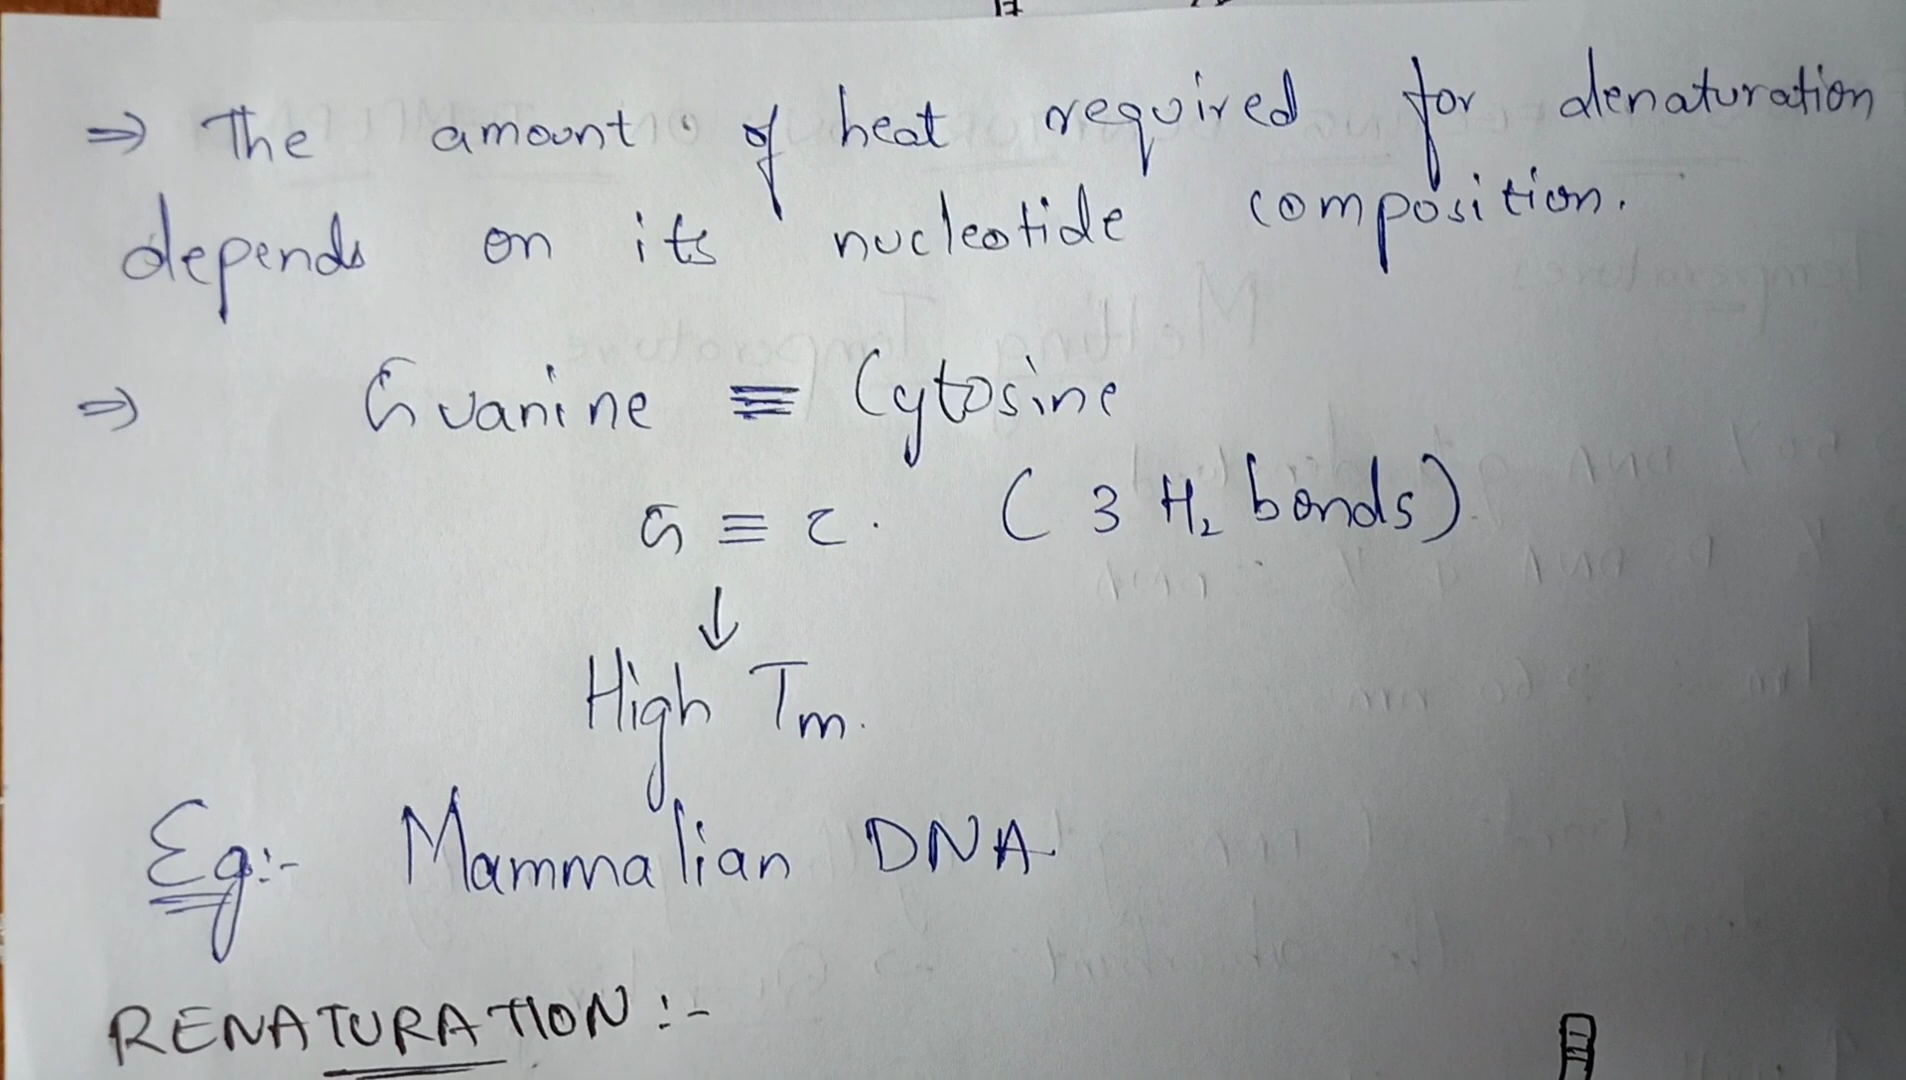 ⇒ The amount of heat required for denaturation
depends on its nucleotide composition.
⇒ Guanine ≡ Cytosine
G ≡ C. (3 H₂ bonds)
↓
High Tm.
Eg:- Mammalian DNA
RENATURATION :-